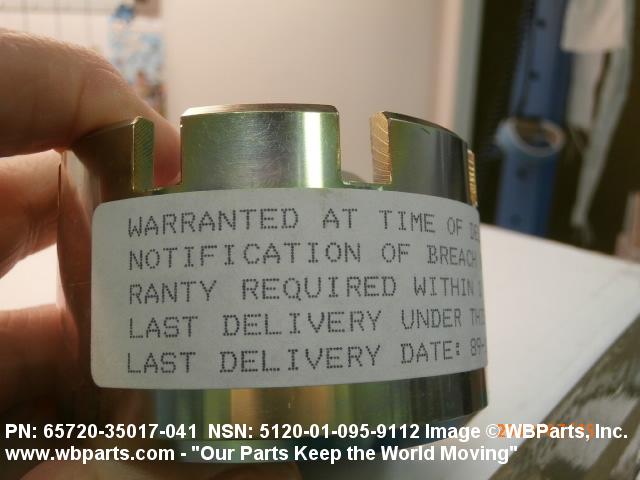 WARRANTED AT TIME OF
NOTIFICATION OF BREACH
RANTY REQUIRED WITHIN
LAST DELIVERY UNDER
LAST DELIVERY DATE: 89-
PN: 65720-35017-041 NSN: 5120-01-095-9112 Image © WBParts, Inc.
www.wbparts.com - "Our Parts Keep the World Moving"